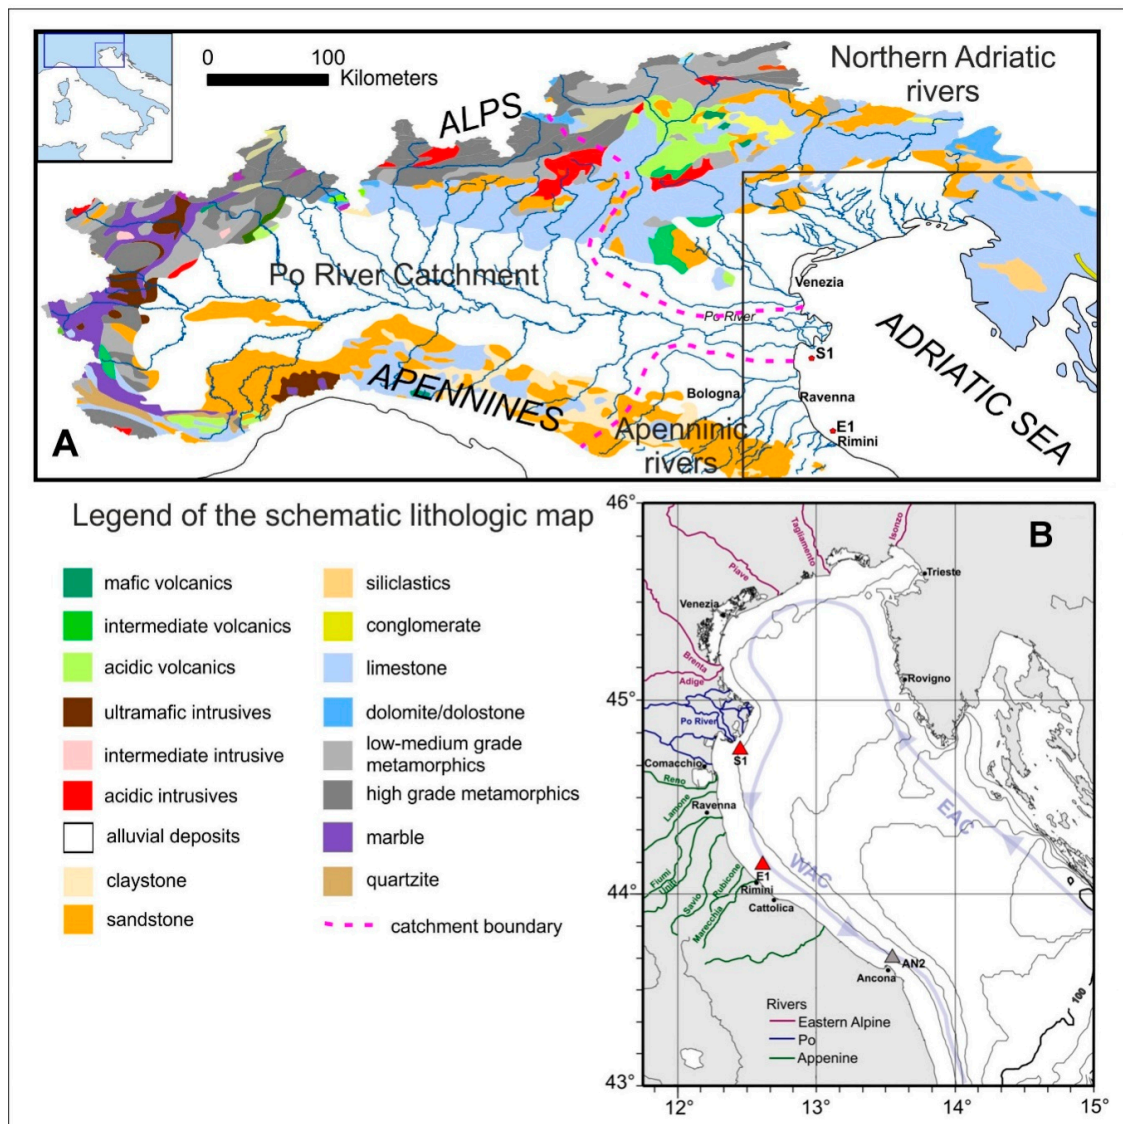 0
100
Kilometers
ALPS
Northern Adriatic
rivers
Po River Catchment
Venezia
Po River
S1
ADRIATIC SEA
APENNINES
Bologna
Ravenna
E1
Rimini
Apenninic
rivers
A
Legend of the schematic lithologic map
mafic volcanics
intermediate volcanics
acidic volcanics
ultramafic intrusives
intermediate intrusive
acidic intrusives
alluvial deposits
claystone
sandstone
siliclastics
conglomerate
limestone
dolomite/dolostone
low-medium grade
metamorphics
high grade metamorphics
marble
quartzite
catchment boundary
B
46°
45°
44°
43°
12°
13°
14°
15°
Piave
Tagliamento
Isonzo
Trieste
Venezia
Brenta
Adige
Rovigno
Po River
S1
Comacchio
Reno
Lamone
Ravenna
EAC
WAC
Fiumi
Uniti
Savio
Rubicone
Marecchia
E1
Rimini
Cattolica
AN2
Ancona
100
Rivers
Eastern Alpine
Po
Appenine